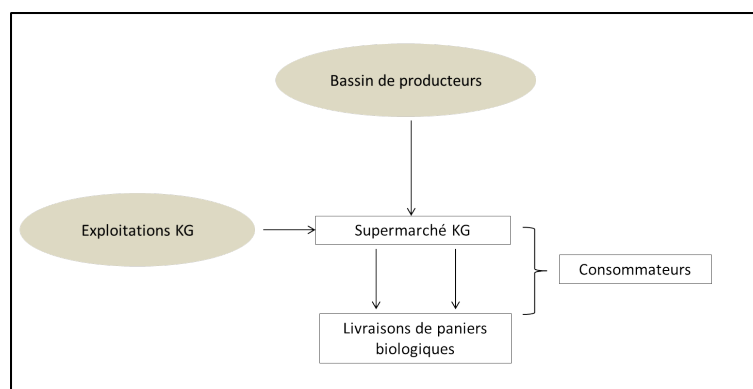 Bassin de producteurs
Exploitations KG
Supermarché KG
Consommateurs
Livraisons de paniers
biologiques